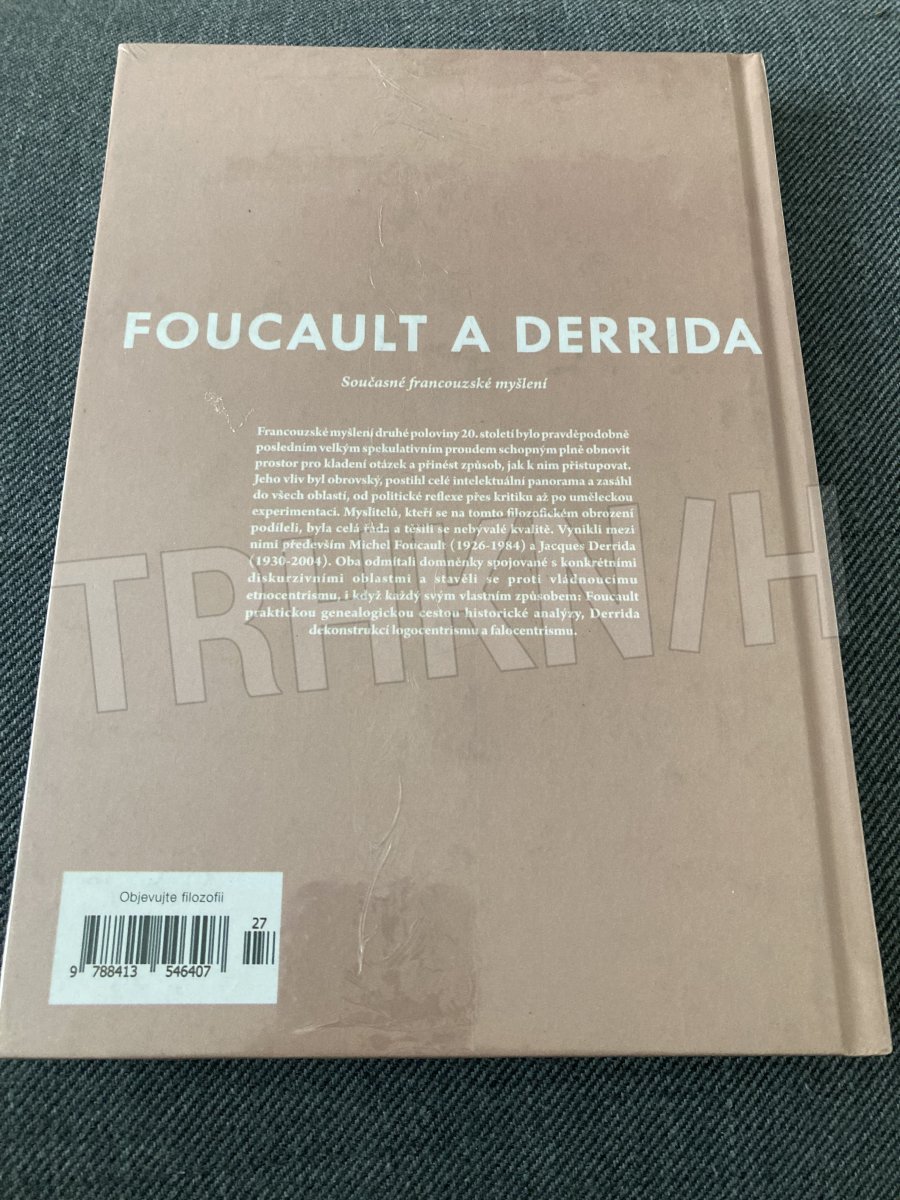 FOUCAULT A DERRIDA
Současné francouzské myšlení
Francouzské myšlení druhé poloviny 20. století bylo pravděpodobně
posledním velkým spekulativním proudem schopným plně obnovit
prostor pro kladení otázek a přinést způsob, jak k nim přistupovat.
Jeho vliv byl obrovský, postihl celé intelektuální panorama a zasáhl
do všech oblastí, od politické reflexe přes kritiku až po uměleckou
experimentaci. Myslitelů, kteří se na tomto filozofickém obrození
podíleli, byla celá řada a těšili se nebývalé kvalitě. Vynikli mezi
nimi především Michel Foucault (1926-1984) a Jacques Derrida
(1930-2004). Oba odmítali domněnky spojované s konkrétními
diskurzivními oblastmi a stavěli se proti vládnoucímu
etnocentrismu, i když každý svým vlastním způsobem: Foucault
praktickou genealogickou cestou historické analýzy, Derrida
dekonstrukcí logocentrismu a falocentrismu.
TRHKNIH
Objevujte filozofii
27
9 788413 546407